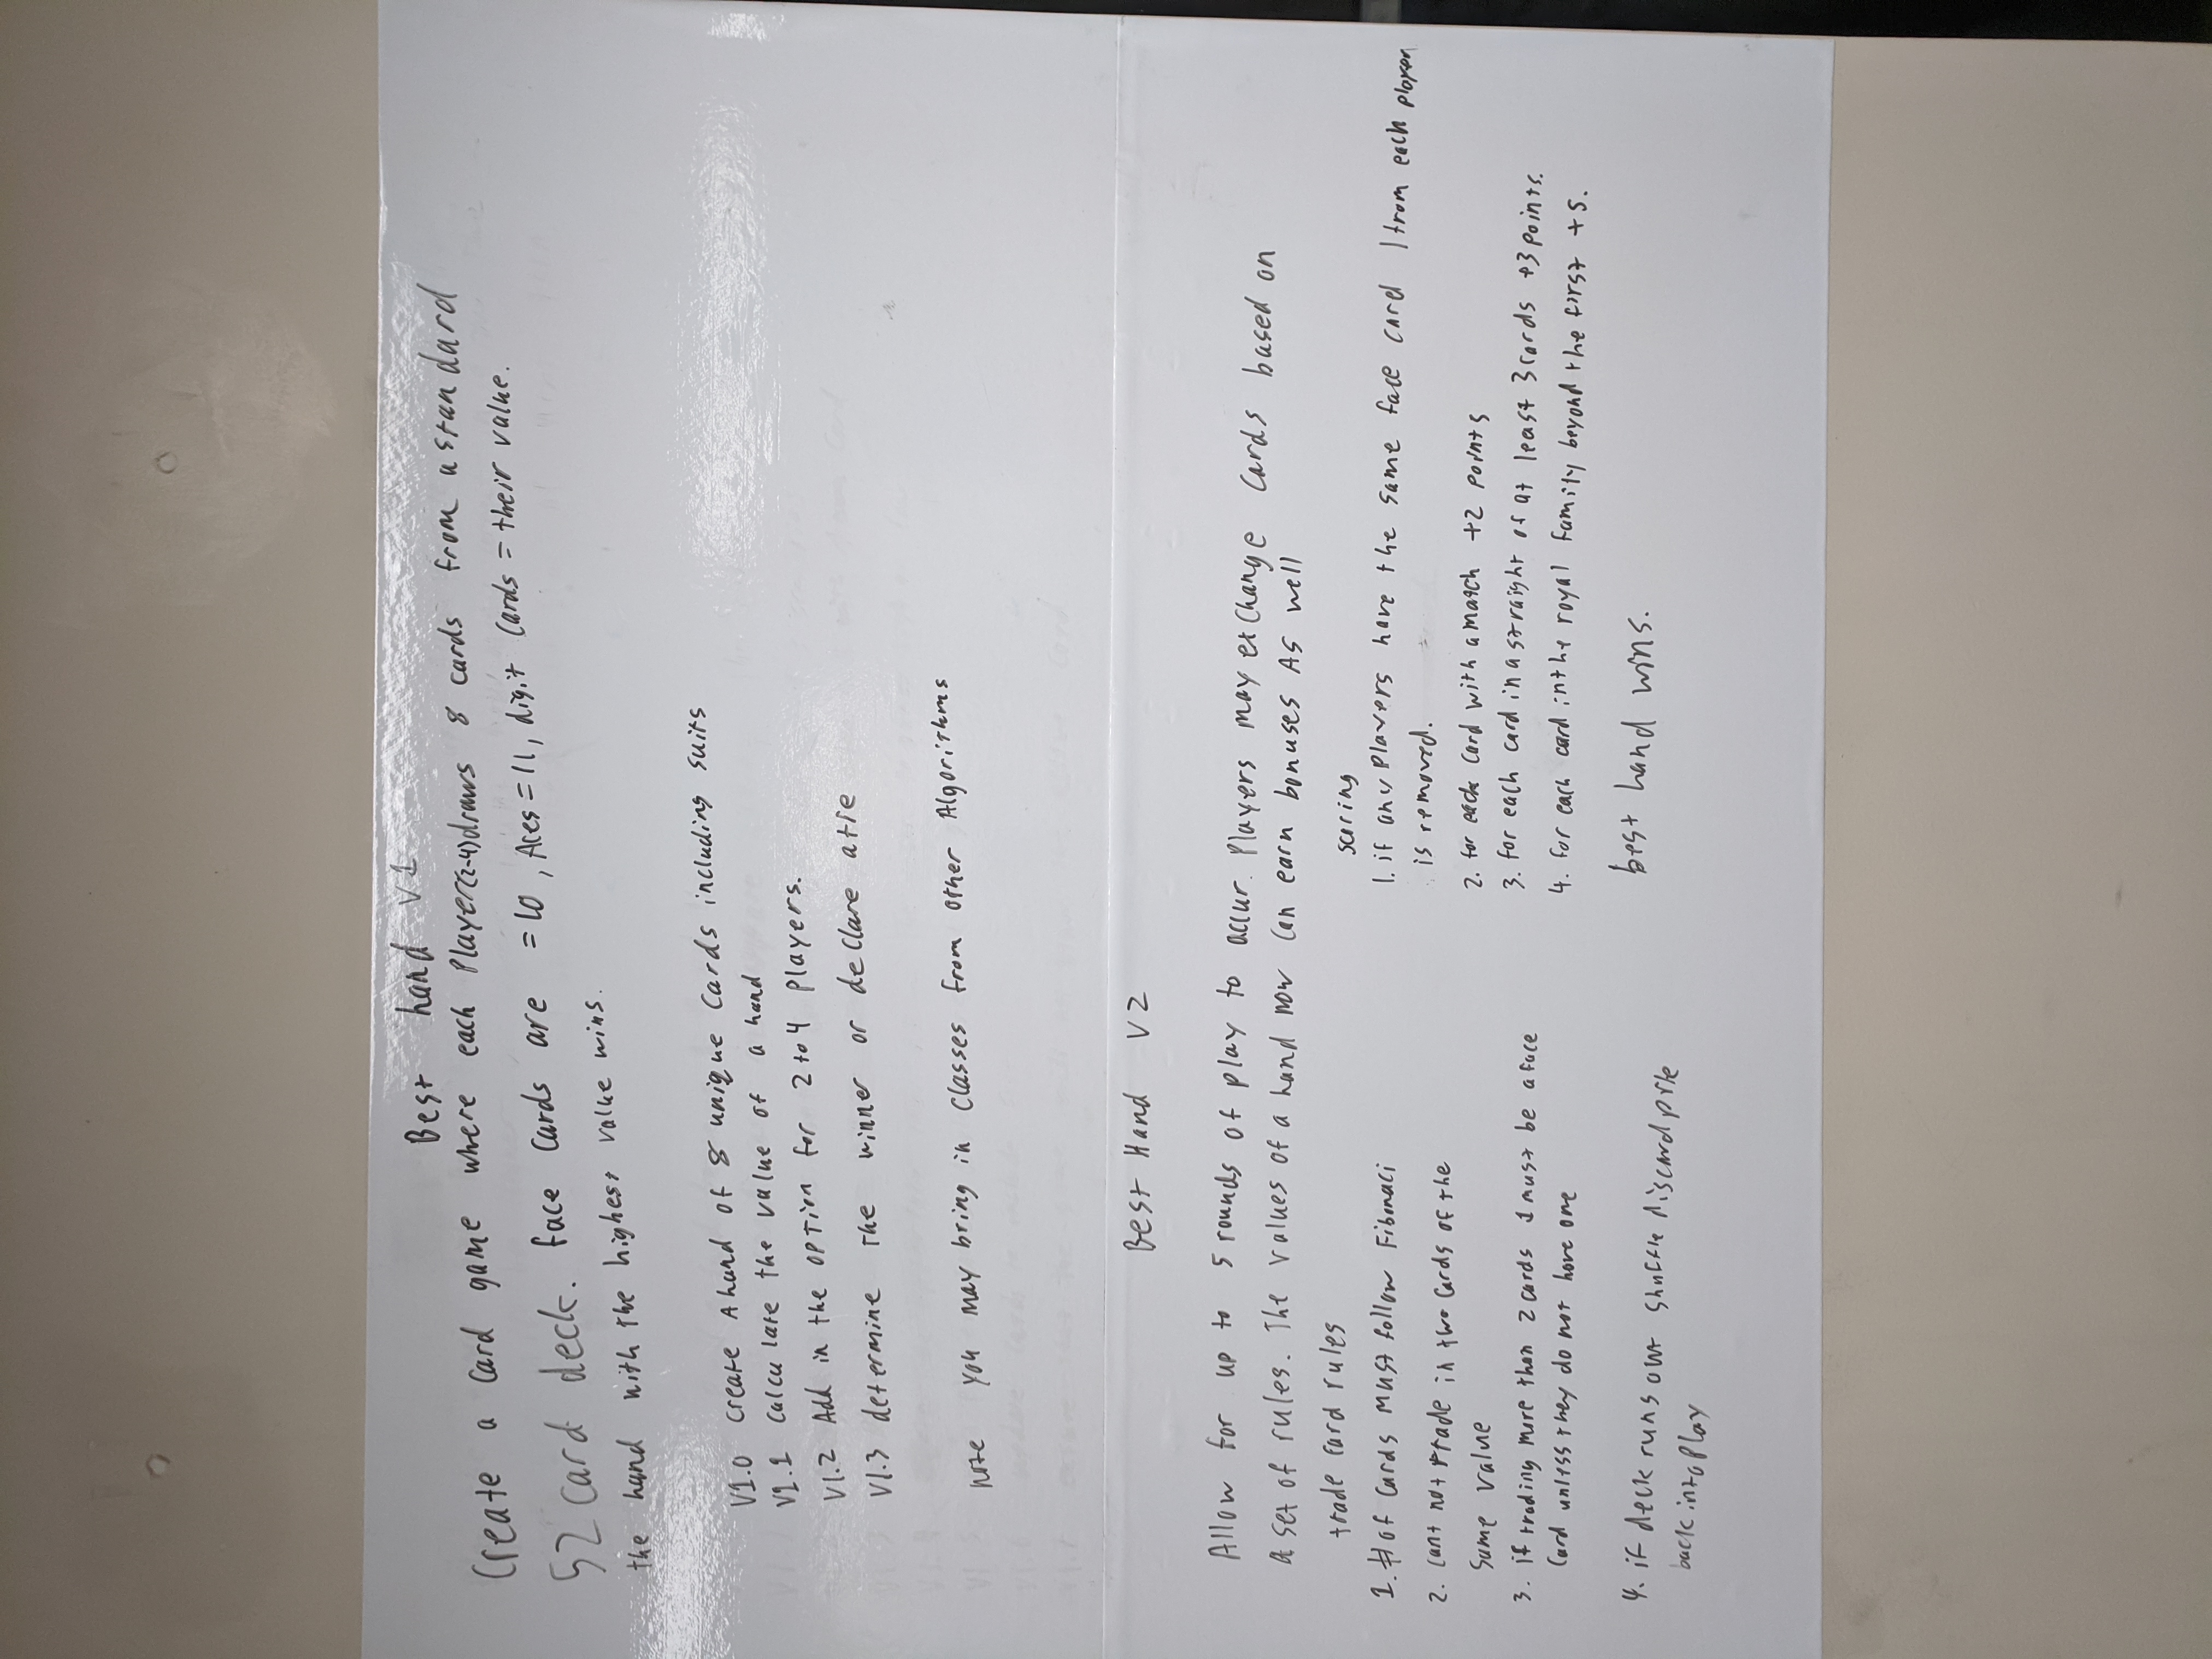 Best hand V1
Create a Card game where each Player(2-4)draws 8 cards from a standard
52 card deck. face Cards are = 10, Aces = 11, digit Cards = their value.
the hand with the highest value wins.
V1.0 create A hand of 8 unique Cards including suits
V1.1 Calculate the value of a hand
V1.2 Add in the option for 2 to 4 players.
V1.3 determine the winner or declare a tie
note you may bring in Classes from other Algorithms
Best Hand V2
Allow for up to 5 rounds of play to occur. Players may exchange Cards based on
a set of rules. The values of a hand now can earn bonuses As well
trade card rules
1. # of Cards Must follow Fibonaci
2. cant not trade in two Cards of the
Same value
3. if trading more than 2 cards 1 must be a face
Card unless they do not have one
4. if deck runs out shuffle discard pile
back into Play
scoring
1. if any Players have the same face card 1 from each player
is removed.
2. for each Card with a match +2 points
3. for each card in a straight of at least 3 cards +3 points.
4. for each card in the royal family beyond the first +5.
best hand wins.